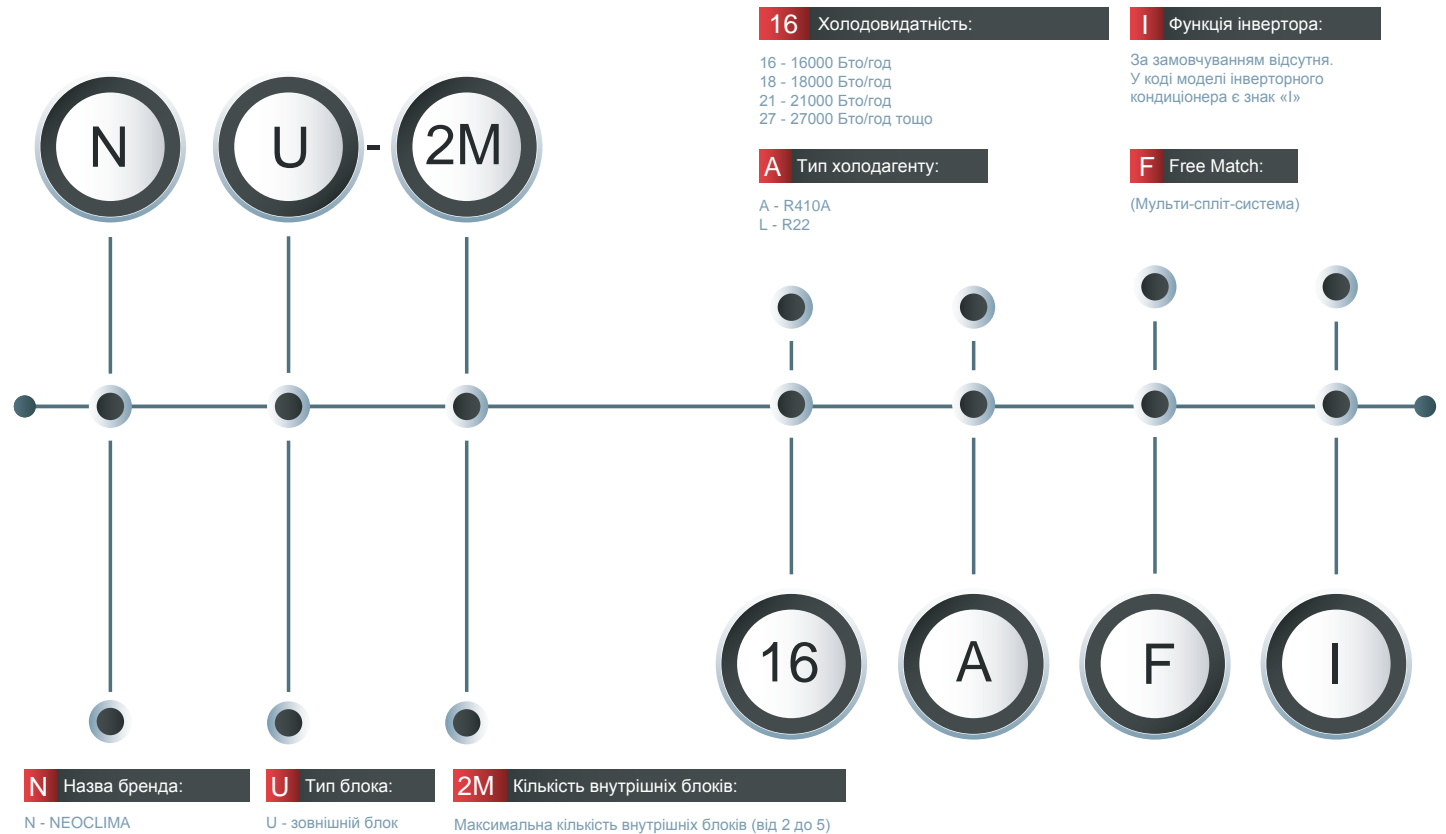 16 Холодовидатність:
16 - 16000 Бто/год
18 - 18000 Бто/год
21 - 21000 Бто/год
27 - 27000 Бто/год тощо
I Функція інвертора:
За замовчуванням відсутня.
У коді моделі інверторного
кондиціонера є знак «I»
A Тип холодагенту:
A - R410A
L - R22
F Free Match:
(Мульти-спліт-система)
N U - 2M
16 A F I
N Назва бренда:
N - NEOCLIMA
U Тип блока:
U - зовнішній блок
2M Кількість внутрішніх блоків:
Максимальна кількість внутрішніх блоків (від 2 до 5)